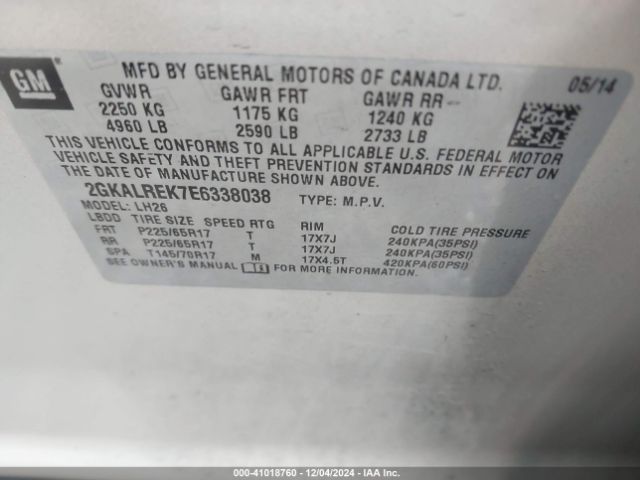 GM
MFD BY GENERAL MOTORS OF CANADA LTD. 05/14
GVWR GAWR FRT GAWR RR
2250 KG 1175 KG 1240 KG
4960 LB 2590 LB 2733 LB
THIS VEHICLE CONFORMS TO ALL APPLICABLE U.S. FEDERAL MOTOR
VEHICLE SAFETY AND THEFT PREVENTION STANDARDS IN EFFECT ON
THE DATE OF MANUFACTURE SHOWN ABOVE.
2GKALREK7E6338038 TYPE: M.P.V.
MODEL: LH26
LBDD TIRE SIZE SPEED RTG RIM COLD TIRE PRESSURE
FRT P225/65R17 T 17X7J 240KPA(35PSI)
RR P225/65R17 T 17X7J 240KPA(35PSI)
SPA T145/70R17 M 17X4.5T 420KPA(60PSI)
SEE OWNER'S MANUAL FOR MORE INFORMATION.
000-41018760 - 12/04/2024 - IAA Inc.